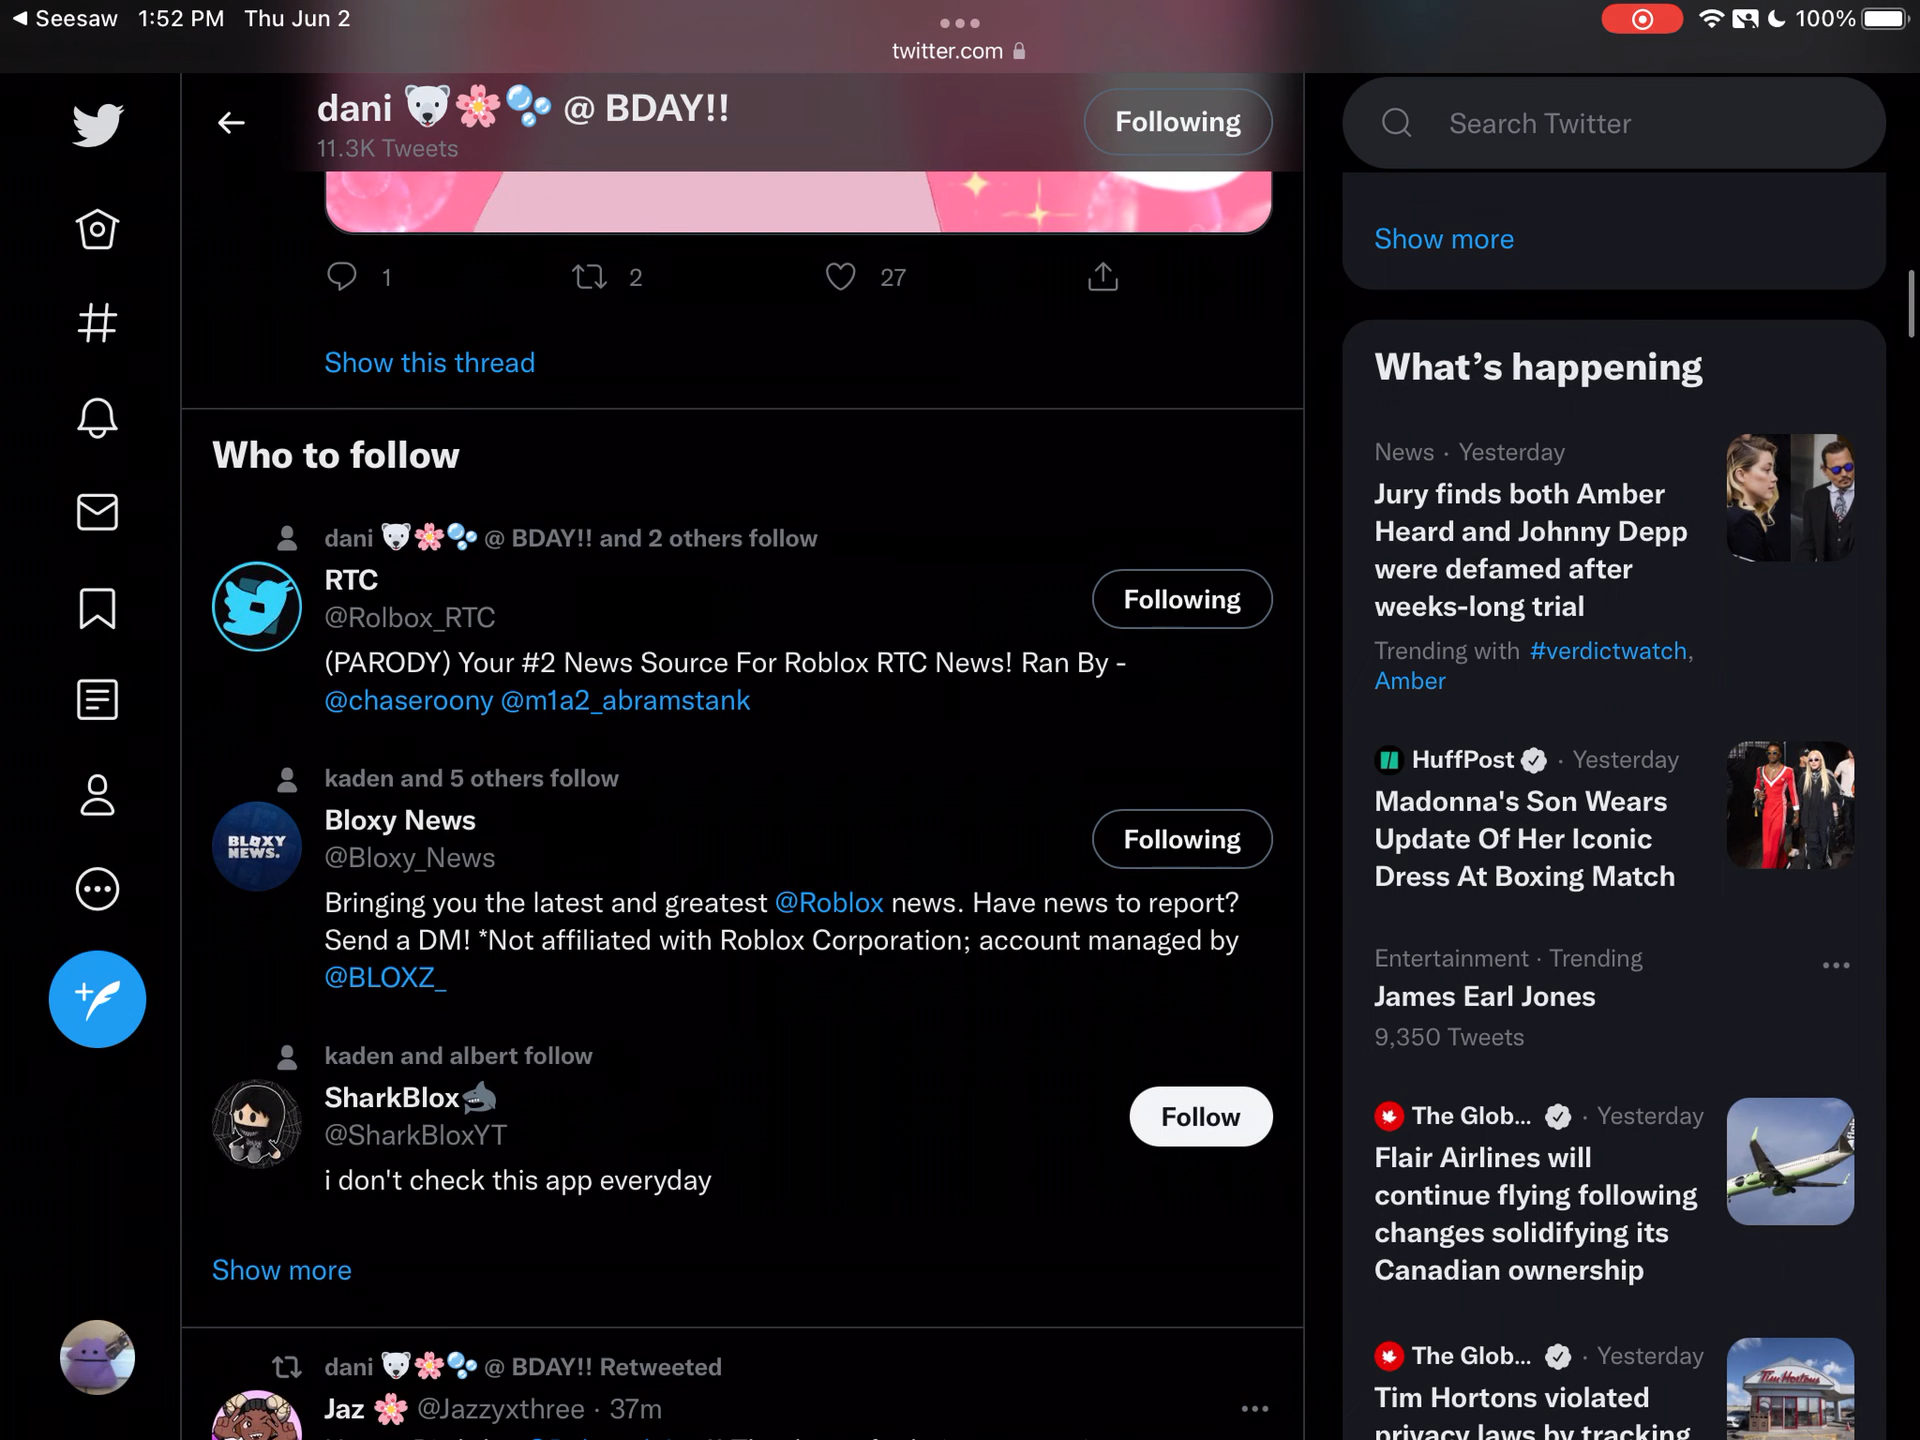 Seesaw 1:52 PM Thu Jun 2
100%
twitter.com
dani 🐻‍❄️🌸🫧 @ BDAY!!
11.3K Tweets
Following
Search Twitter
1 2 27
Show this thread
Who to follow
dani 🐻‍❄️🌸🫧 @ BDAY!! and 2 others follow
RTC
@Rolbox_RTC
Following
(PARODY) Your #2 News Source For Roblox RTC News! Ran By -
@chaseroony @m1a2_abramstank
kaden and 5 others follow
BLOXY
NEWS.
Bloxy News
@Bloxy_News
Following
Bringing you the latest and greatest @Roblox news. Have news to report?
Send a DM! *Not affiliated with Roblox Corporation; account managed by
@BLOXZ_
kaden and albert follow
SharkBlox🦈
@SharkBloxYT
Follow
i don't check this app everyday
Show more
dani 🐻‍❄️🌸🫧 @ BDAY!! Retweeted
Jaz 🌸 @Jazzyxthree · 37m
Show more
What's happening
News · Yesterday
Jury finds both Amber
Heard and Johnny Depp
were defamed after
weeks-long trial
Trending with #verdictwatch,
Amber
HuffPost · Yesterday
Madonna's Son Wears
Update Of Her Iconic
Dress At Boxing Match
Entertainment · Trending
James Earl Jones
9,350 Tweets
The Glob... · Yesterday
Flair Airlines will
continue flying following
changes solidifying its
Canadian ownership
The Glob... · Yesterday
Tim Hortons violated
privacy laws by tracking
Tim Hortons